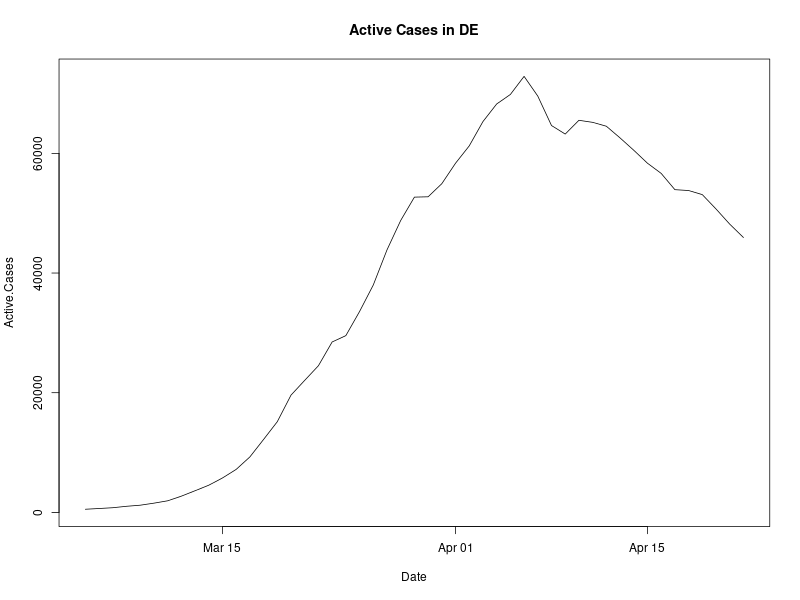 Active Cases in DE
Active.Cases
60000
40000
20000
0
Mar 15
Apr 01
Apr 15
Date